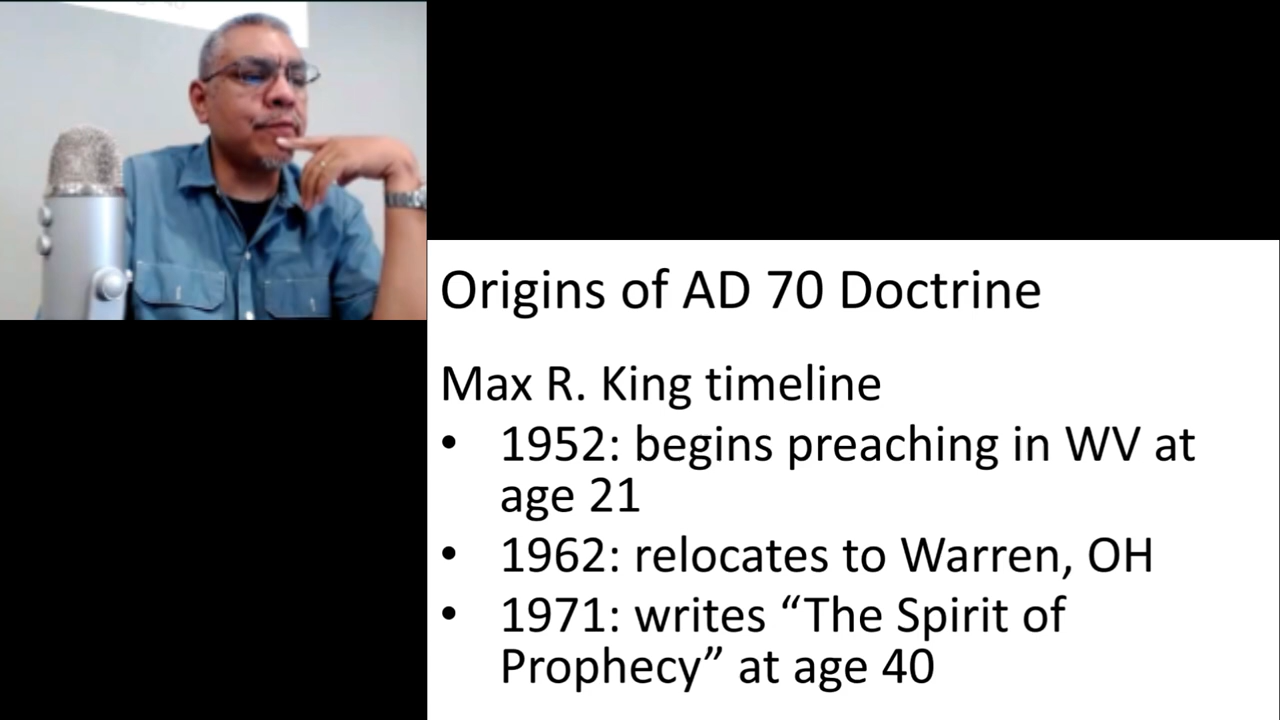 Origins of AD 70 Doctrine
Max R. King timeline
• 1952: begins preaching in WV at
age 21
• 1962: relocates to Warren, OH
• 1971: writes “The Spirit of
Prophecy” at age 40